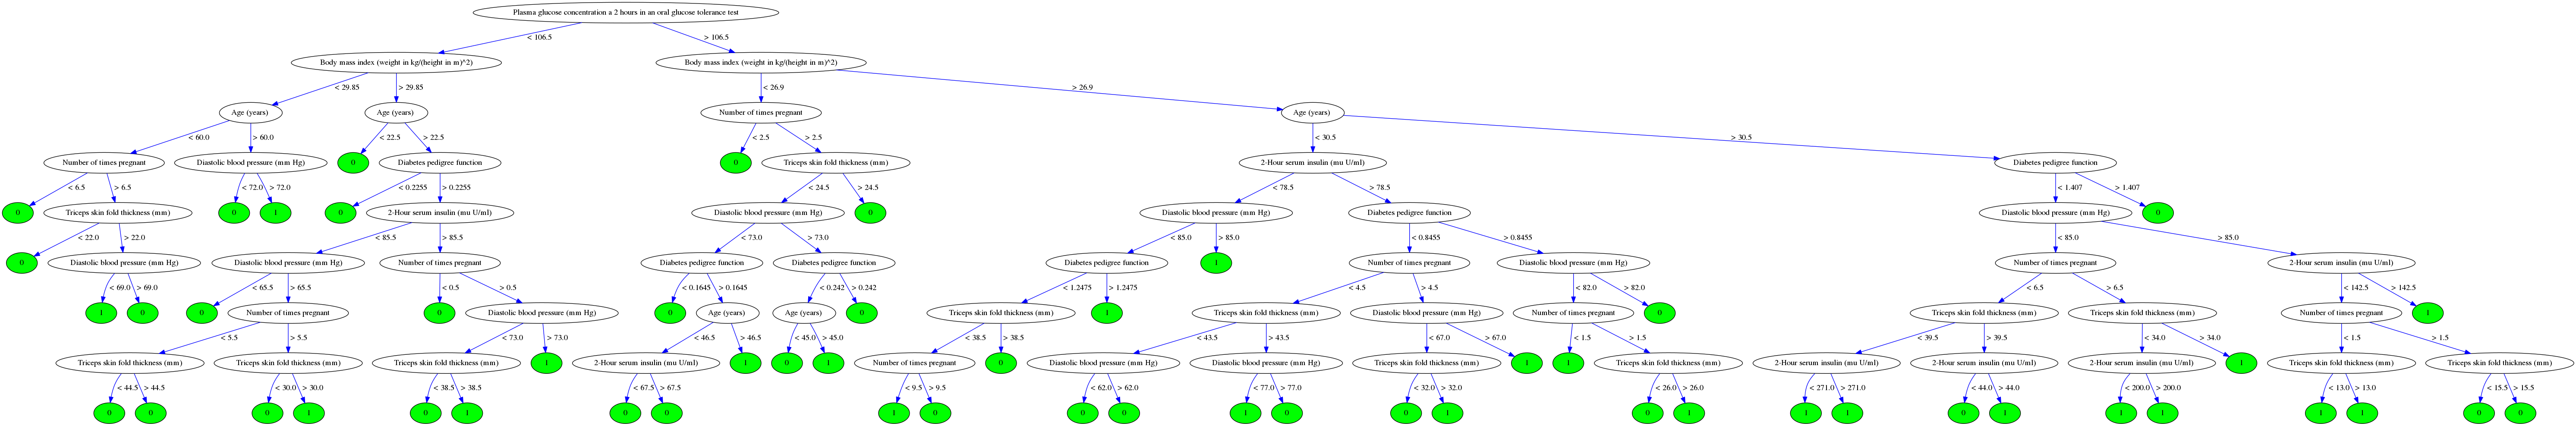 Plasma glucose concentration a 2 hours in an oral glucose tolerance test
< 106.5 > 106.5
Body mass index (weight in kg/(height in m)^2) Body mass index (weight in kg/(height in m)^2)
< 29.85 > 29.85 < 26.9 > 26.9
Age (years) Age (years) Number of times pregnant Age (years)
< 60.0 > 60.0 < 22.5 > 22.5 < 2.5 > 2.5 < 30.5 > 30.5
Number of times pregnant Diastolic blood pressure (mm Hg) 0 Diabetes pedigree function 0 Triceps skin fold thickness (mm) 2-Hour serum insulin (mu U/ml) Diabetes pedigree function
< 6.5 > 6.5 < 72.0 > 72.0 < 0.2255 > 0.2255 < 24.5 > 24.5 < 78.5 > 78.5 < 1.407 > 1.407
0 Triceps skin fold thickness (mm) 0 1 0 2-Hour serum insulin (mu U/ml) Diastolic blood pressure (mm Hg) 0 Diastolic blood pressure (mm Hg) Diabetes pedigree function Diastolic blood pressure (mm Hg) 0
< 22.0 > 22.0 < 85.5 > 85.5 < 73.0 > 73.0 < 85.0 > 85.0 < 0.8455 > 0.8455 < 85.0 > 85.0
0 Diastolic blood pressure (mm Hg) Diastolic blood pressure (mm Hg) Number of times pregnant Diabetes pedigree function Diabetes pedigree function Diabetes pedigree function 1 Number of times pregnant Diastolic blood pressure (mm Hg) Number of times pregnant 2-Hour serum insulin (mu U/ml)
< 69.0 > 69.0 < 65.5 > 65.5 < 0.5 > 0.5 < 0.1645 > 0.1645 < 0.242 > 0.242 < 1.2475 > 1.2475 < 4.5 > 4.5 < 82.0 > 82.0 < 6.5 > 6.5 < 142.5 > 142.5
1 0 0 Number of times pregnant 0 Diastolic blood pressure (mm Hg) 0 Age (years) Age (years) 0 Triceps skin fold thickness (mm) 1 Triceps skin fold thickness (mm) Diastolic blood pressure (mm Hg) Number of times pregnant 0 Triceps skin fold thickness (mm) Triceps skin fold thickness (mm) Number of times pregnant 1
< 5.5 > 5.5 < 73.0 > 73.0 < 46.5 > 46.5 < 45.0 > 45.0 < 38.5 > 38.5 < 43.5 > 43.5 < 67.0 > 67.0 < 1.5 > 1.5 < 39.5 > 39.5 < 34.0 > 34.0 < 1.5 > 1.5
Triceps skin fold thickness (mm) Triceps skin fold thickness (mm) Triceps skin fold thickness (mm) 1 2-Hour serum insulin (mu U/ml) 1 0 1 Number of times pregnant 0 Diastolic blood pressure (mm Hg) Diastolic blood pressure (mm Hg) Triceps skin fold thickness (mm) 1 1 Triceps skin fold thickness (mm) 2-Hour serum insulin (mu U/ml) 2-Hour serum insulin (mu U/ml) 2-Hour serum insulin (mu U/ml) 1 Triceps skin fold thickness (mm) Triceps skin fold thickness (mm)
< 44.5 > 44.5 < 30.0 > 30.0 < 38.5 > 38.5 < 67.5 > 67.5 < 9.5 > 9.5 < 62.0 > 62.0 < 77.0 > 77.0 < 32.0 > 32.0 < 26.0 > 26.0 < 271.0 > 271.0 < 44.0 > 44.0 < 200.0 > 200.0 < 13.0 > 13.0 < 15.5 > 15.5
0 0 0 1 0 1 0 0 1 0 0 0 1 0 0 1 0 1 1 1 0 1 1 1 1 1 0 0